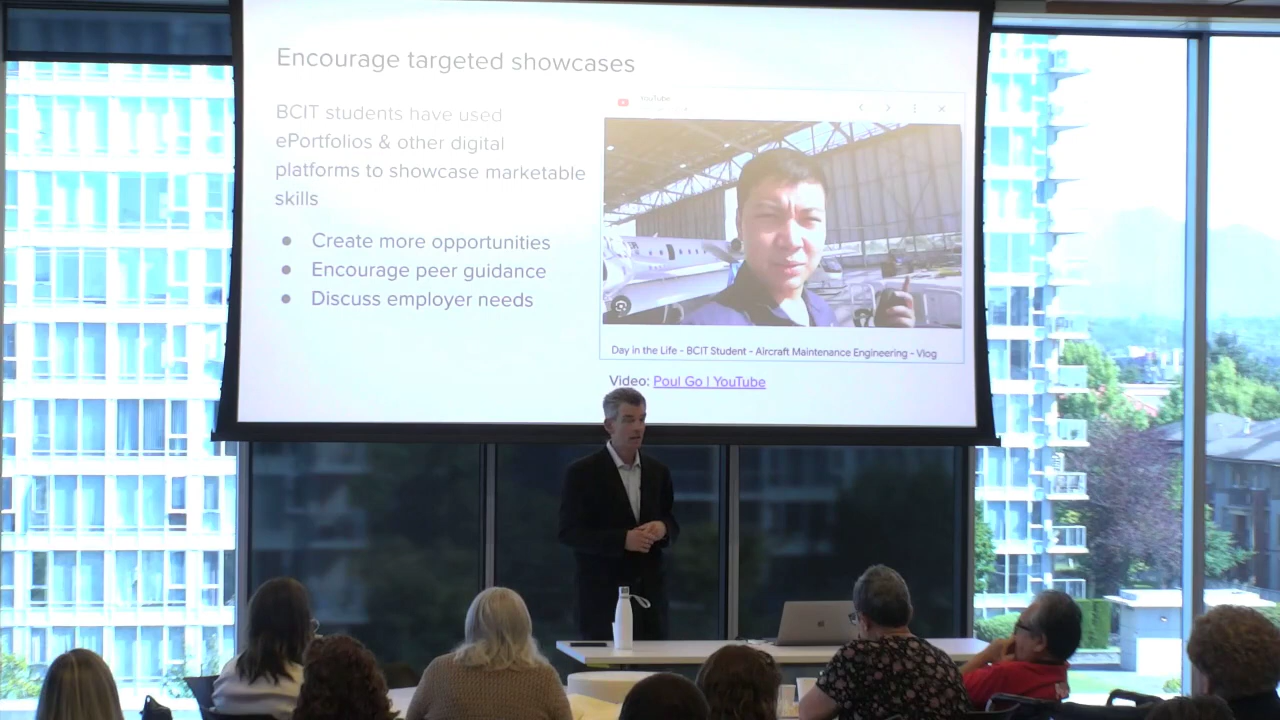 Encourage targeted showcases
BCIT students have used
ePortfolios & other digital
platforms to showcase marketable
skills
● Create more opportunities
● Encourage peer guidance
● Discuss employer needs
YouTube
Day in the Life - BCIT Student - Aircraft Maintenance Engineering - Vlog
Video: Poul Go | YouTube